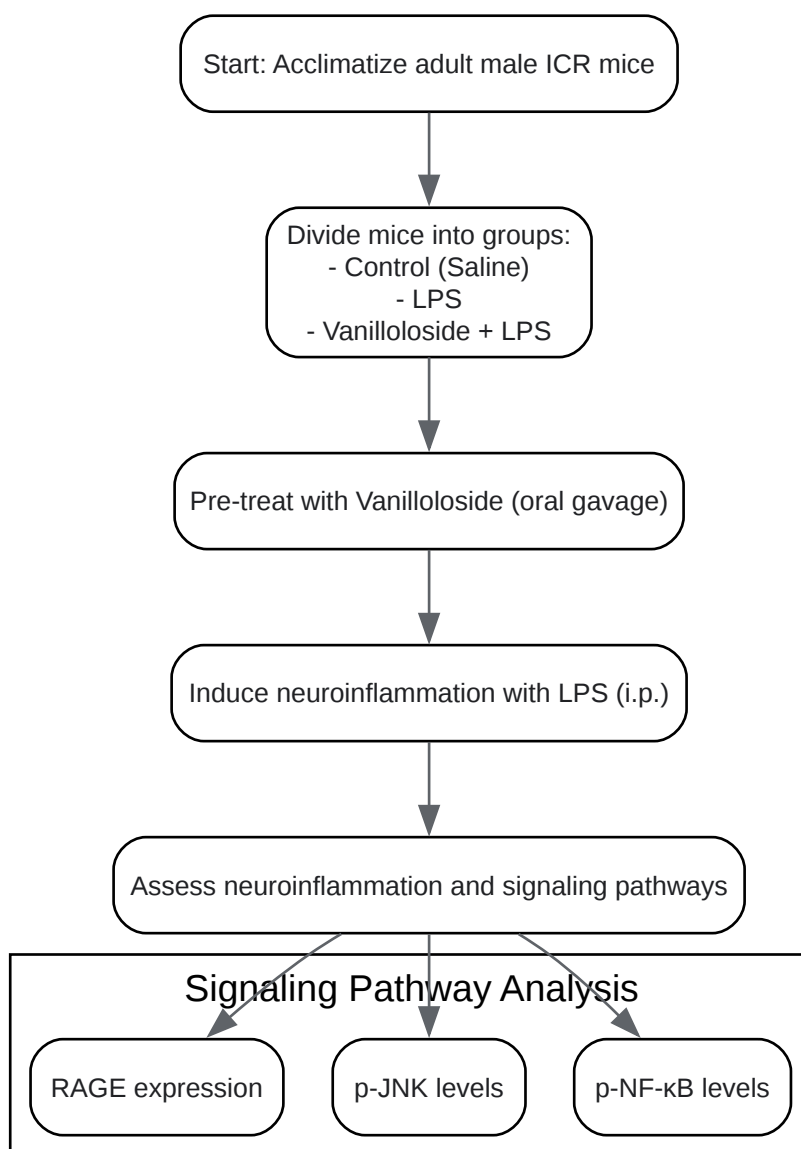 Start: Acclimatize adult male ICR mice
Divide mice into groups:
- Control (Saline)
- LPS
- Vanilloloside + LPS
Pre-treat with Vanilloloside (oral gavage)
Induce neuroinflammation with LPS (i.p.)
Assess neuroinflammation and signaling pathways
Signaling Pathway Analysis
RAGE expression
p-JNK levels
p-NF-κB levels